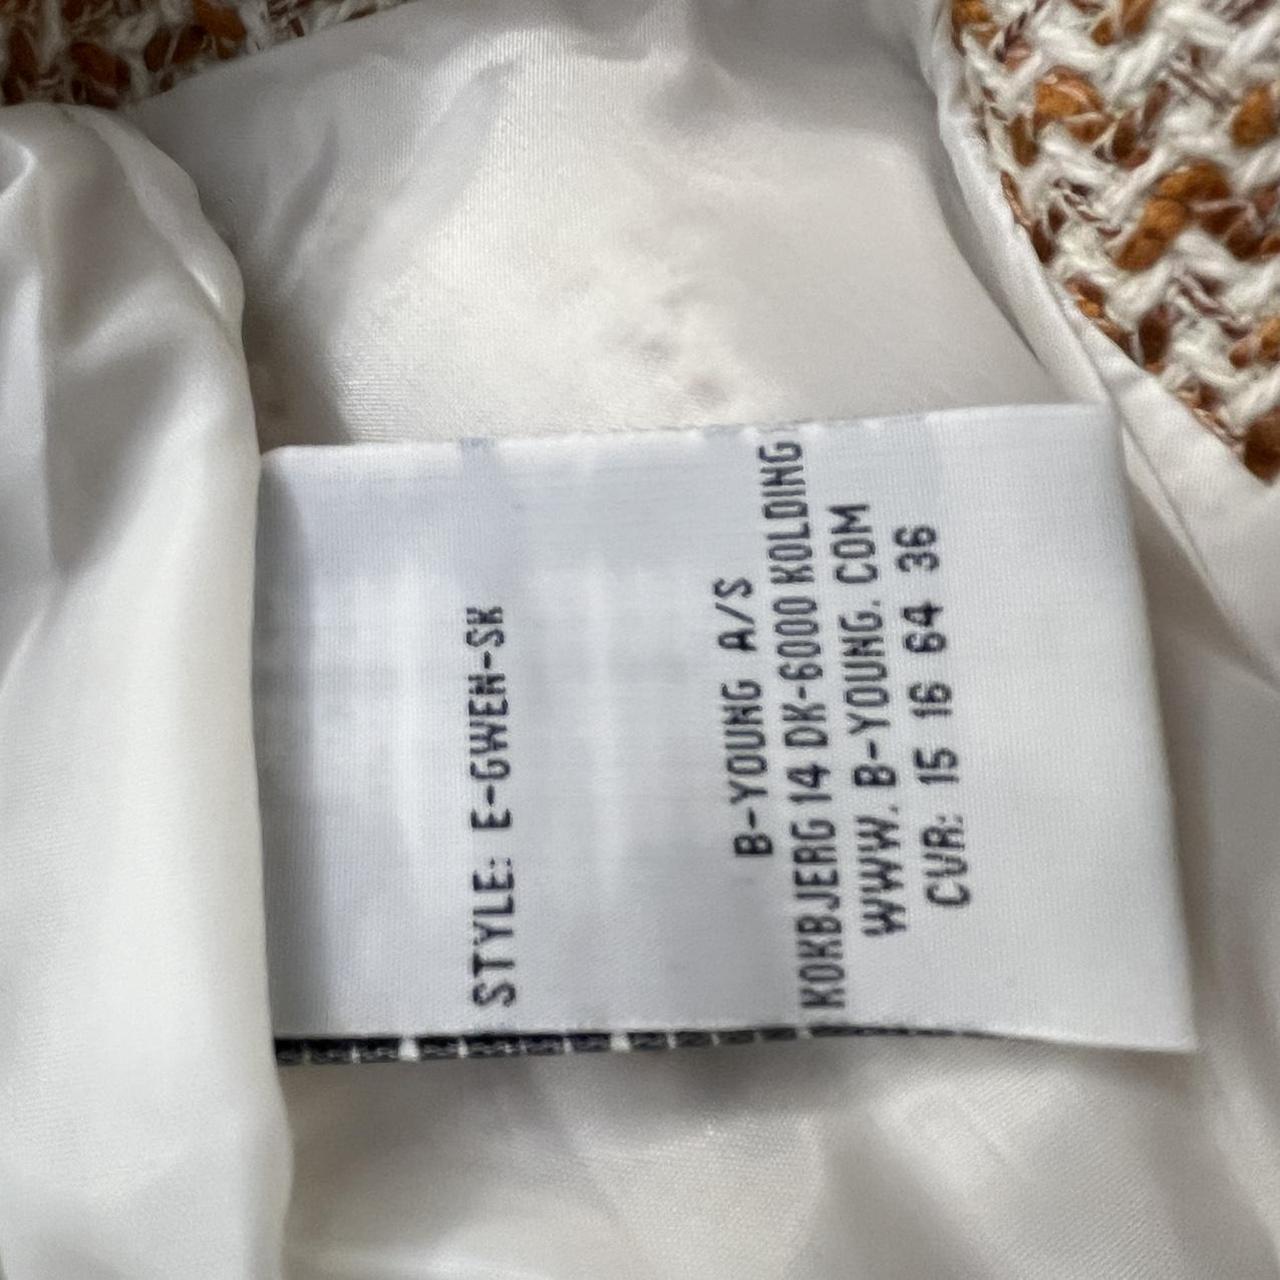 STYLE: E-GWEN-SK
B-YOUNG A/S
KOKBJERG 14 DK-6000 KOLDING
WWW. B-YOUNG. COM
CVR: 15 16 64 36